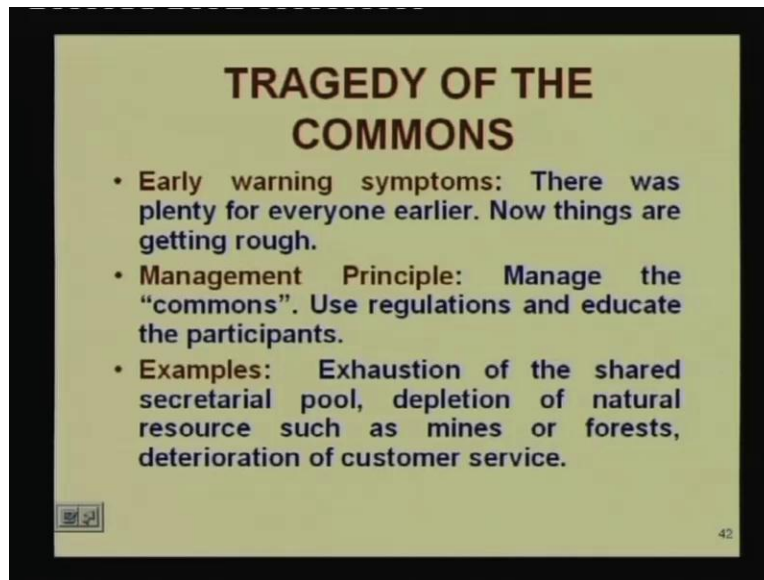 TRAGEDY OF THE
COMMONS
• Early warning symptoms: There was
plenty for everyone earlier. Now things are
getting rough.
• Management Principle: Manage the
“commons”. Use regulations and educate
the participants.
• Examples: Exhaustion of the shared
secretarial pool, depletion of natural
resource such as mines or forests,
deterioration of customer service.
42